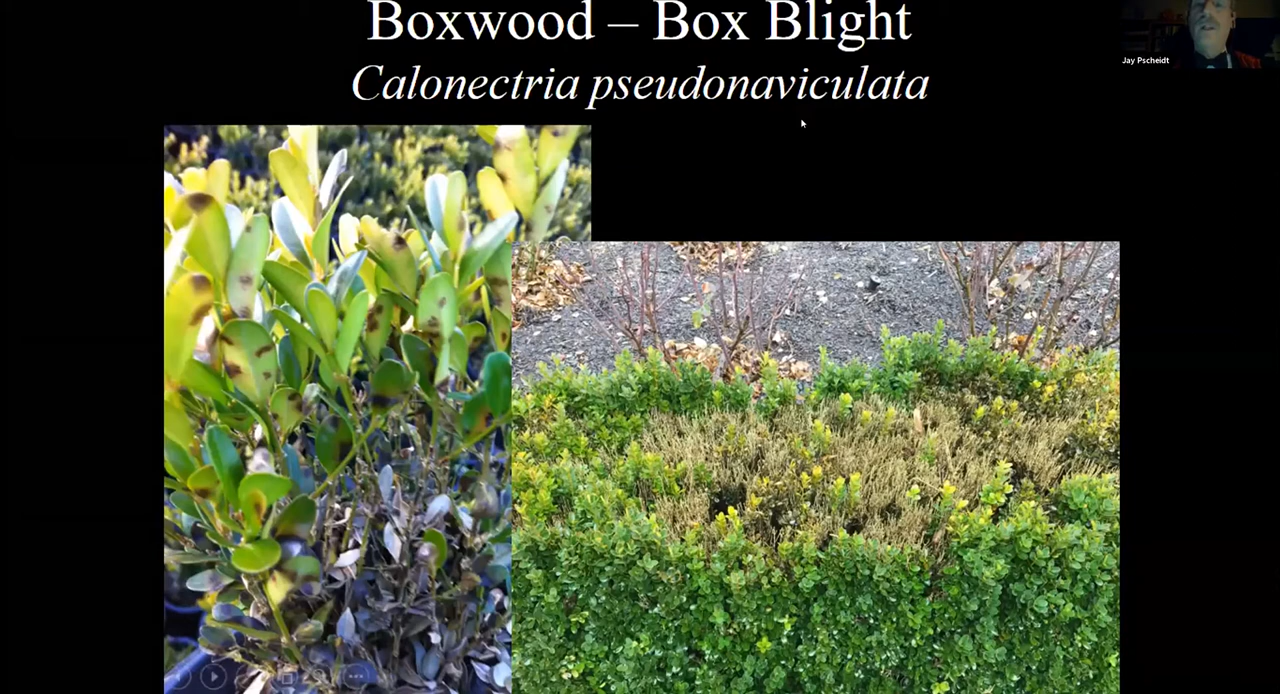 Boxwood – Box Blight
Calonectria pseudonaviculata
Jay Pscheidt